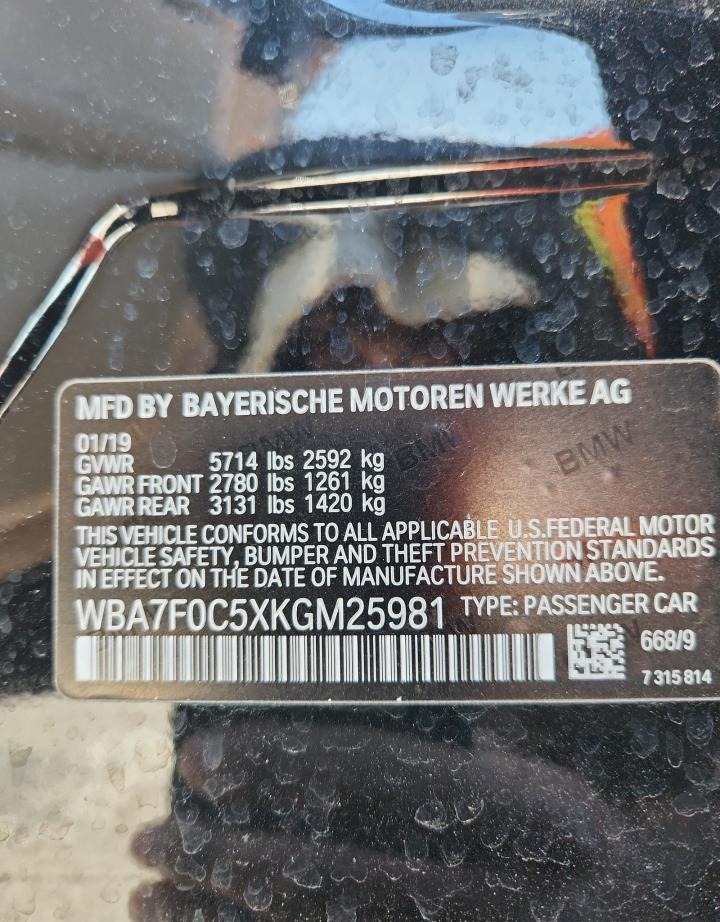 MFD BY BAYERISCHE MOTOREN WERKE AG
01/19
GVWR 5714 lbs 2592 kg
GAWR FRONT 2780 lbs 1261 kg
GAWR REAR 3131 lbs 1420 kg
THIS VEHICLE CONFORMS TO ALL APPLICABLE U.S.FEDERAL MOTOR
VEHICLE SAFETY, BUMPER AND THEFT PREVENTION STANDARDS
IN EFFECT ON THE DATE OF MANUFACTURE SHOWN ABOVE.
WBA7F0C5XKGM25981 TYPE: PASSENGER CAR
668/9
7 315 814
BMW
BMW
BMW